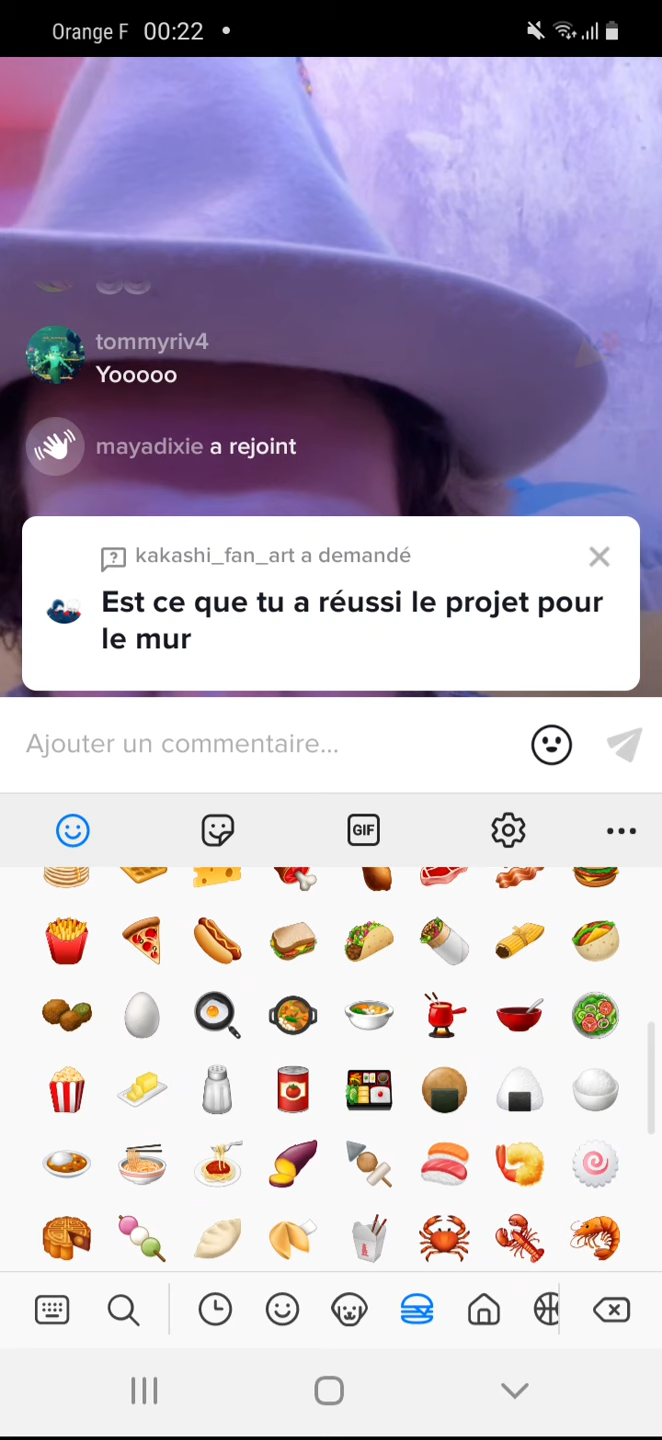 Orange F 00:22
tommyriv4
Yooooo
mayadixie a rejoint
kakashi_fan_art a demandé
Est ce que tu a réussi le projet pour
le mur
Ajouter un commentaire...
GIF